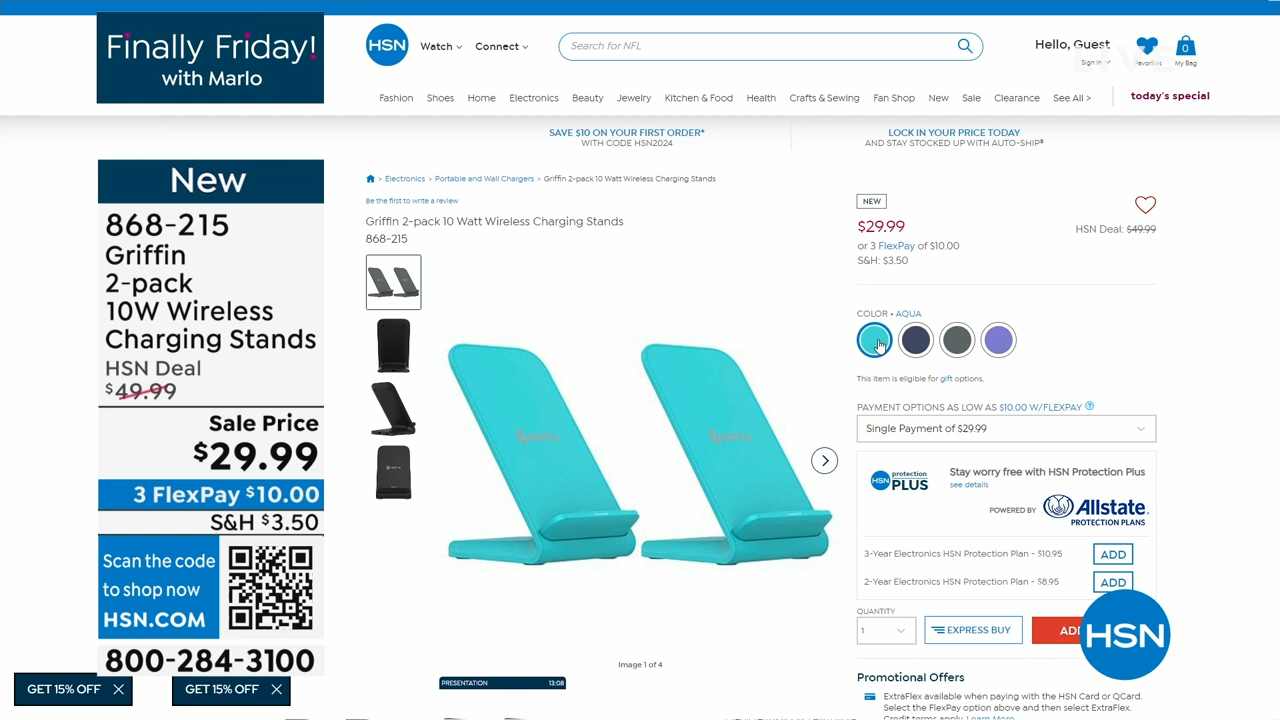 Finally Friday!
with Marlo
HSN
Watch
Connect
Search for NFL
Hello, Guest
Sign In
Favorites
0
My Bag
Fashion
Shoes
Home
Electronics
Beauty
Jewelry
Kitchen & Food
Health
Crafts & Sewing
Fan Shop
New
Sale
Clearance
See All >
today's special
SAVE $10 ON YOUR FIRST ORDER*
WITH CODE HSN2024
LOCK IN YOUR PRICE TODAY
AND STAY STOCKED UP WITH AUTO-SHIP®
New
868-215
Griffin
2-pack
10W Wireless
Charging Stands
HSN Deal
$49.99
Sale Price
$29.99
3 FlexPay $10.00
S&H $3.50
Scan the code
to shop now
HSN.COM
800-284-3100
GET 15% OFF
GET 15% OFF
> Electronics > Portable and Wall Chargers > Griffin 2-pack 10 Watt Wireless Charging Stands
Be the first to write a review
Griffin 2-pack 10 Watt Wireless Charging Stands
868-215
Image 1 of 4
PRESENTATION 13:08
NEW
$29.99
HSN Deal: $49.99
or 3 FlexPay of $10.00
S&H: $3.50
COLOR • AQUA
This item is eligible for gift options.
PAYMENT OPTIONS AS LOW AS $10.00 W/FLEXPAY
Single Payment of $29.99
HSN protection PLUS
Stay worry free with HSN Protection Plus
see details
POWERED BY
Allstate.
PROTECTION PLANS
3-Year Electronics HSN Protection Plan - $10.95
ADD
2-Year Electronics HSN Protection Plan - $8.95
ADD
QUANTITY
1
EXPRESS BUY
HSN
Promotional Offers
ExtraFlex available when paying with the HSN Card or QCard.
Select the FlexPay option above and then select ExtraFlex.
Credit terms apply. Learn More